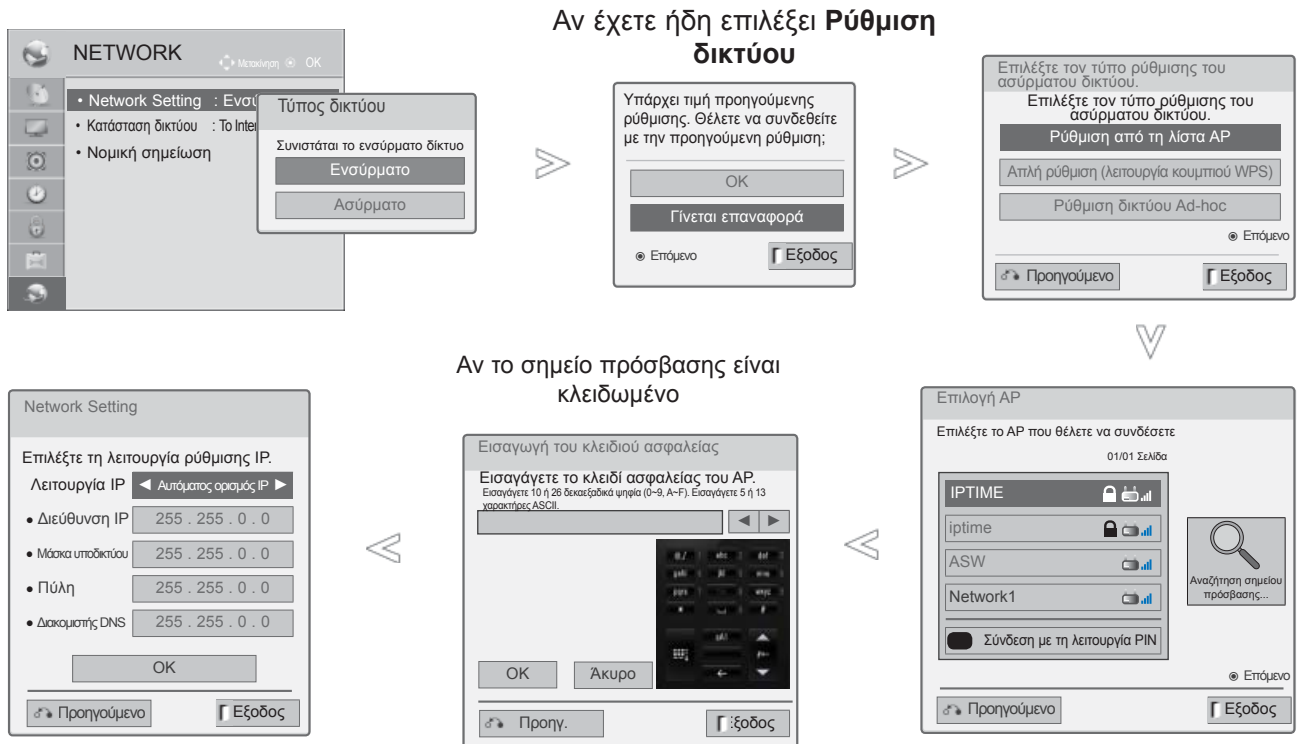 Αν έχετε ήδη επιλέξει Ρύθμιση
δικτύου
NETWORK
Μετακίνηση OK
• Network Setting : Ενσύ
• Κατάσταση δικτύου : Το Inter
• Νομική σημείωση
Τύπος δικτύου
Συνιστάται το ενσύρματο δίκτυο
Ενσύρματο
Ασύρματο
Υπάρχει τιμή προηγούμενης
ρύθμισης. Θέλετε να συνδεθείτε
με την προηγούμενη ρύθμιση;
OK
Γίνεται επαναφορά
Επόμενο
Εξοδος
Επιλέξτε τον τύπο ρύθμισης του
ασύρματου δικτύου.
Επιλέξτε τον τύπο ρύθμισης του
ασύρματου δικτύου.
Ρύθμιση από τη λίστα AP
Απλή ρύθμιση (λειτουργία κουμπιού WPS)
Ρύθμιση δικτύου Ad-hoc
Επόμενο
Προηγούμενο
Εξοδος
Επιλογή AP
Επιλέξτε το AP που θέλετε να συνδέσετε
01/01 Σελίδα
IPTIME
iptime
ASW
Network1
Σύνδεση με τη λειτουργία PIN
Αναζήτηση σημείου
πρόσβασης...
Επόμενο
Προηγούμενο
Εξοδος
Αν το σημείο πρόσβασης είναι
κλειδωμένο
Εισαγωγή του κλειδιού ασφαλείας
Εισαγάγετε το κλειδί ασφαλείας του AP.
Εισαγάγετε 10 ή 26 δεκαεξαδικά ψηφία (0~9, A~F). Εισαγάγετε 5 ή 13
χαρακτήρες ASCII.
OK
Άκυρο
Προηγ.
ξοδος
Network Setting
Επιλέξτε τη λειτουργία ρύθμισης IP.
Λειτουργία IP ◀ Αυτόματος ορισμός IP ▶
• Διεύθυνση IP 255 . 255 . 0 . 0
• Μάσκα υποδικτύου 255 . 255 . 0 . 0
• Πύλη 255 . 255 . 0 . 0
• Διακομιστής DNS 255 . 255 . 0 . 0
OK
Προηγούμενο
Εξοδος